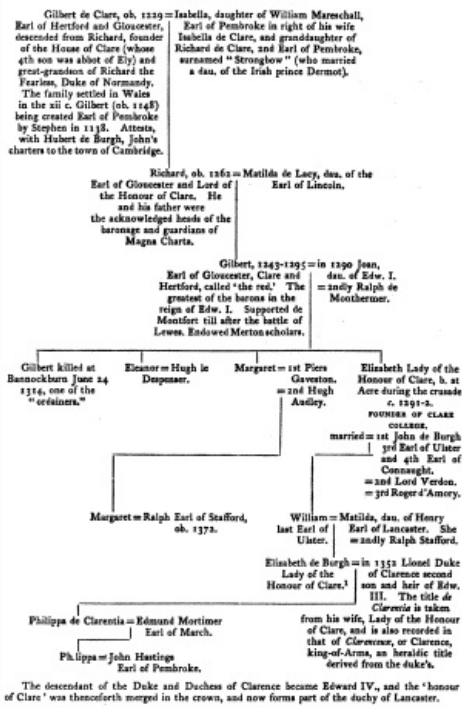 Gilbert de Clare, ob. 1229=Isabella, daughter of William Mareschall,
Earl of Hertford and Gloucester,
descended from Richard, founder
of the House of Clare (whose
4th son was abbot of Ely) and
great-grandson of Richard the
Fearless, Duke of Normandy.
The family settled in Wales
in the xii c. Gilbert (ob. 1148)
being created Earl of Pembroke
by Stephen in 1138. Attests,
with Hubert de Burgh, John's
charters to the town of Cambridge.
Earl of Pembroke in right of his wife
Isabella de Clare, and granddaughter of
Richard de Clare, 2nd Earl of Pembroke,
surnamed "Strongbow" (who married
a dau. of the Irish prince Dermot).
Richard, ob. 1262=Matilda de Lacy, dau. of the
Earl of Gloucester and Lord of
the Honour of Clare. He
and his father were
the acknowledged heads of the
baronage and guardians of
Magna Charta.
Earl of Lincoln.
Gilbert, 1243-1295=in 1290 Joan,
Earl of Gloucester, Clare and
Hertford, called 'the red.' The
greatest of the barons in the
reign of Edw. I. Supported de
Montfort till after the battle of
Lewes. Endowed Merton scholars.
dau. of Edw. I.
=2ndly Ralph de
Monthermer.
Gilbert killed at
Bannockburn June 24
1314, one of the
"ordainers."
Eleanor=Hugh le
Despenser.
Margaret=1st Piers
Gaveston.
=2nd Hugh
Audley.
Elizabeth Lady of the
Honour of Clare, b. at
Acre during the crusade
c. 1291-2.
FOUNDER OF CLARE
COLLEGE.
married=1st John de Burgh
3rd Earl of Ulster
and 4th Earl of
Connaught.
=2nd Lord Verdon.
=3rd Roger d'Amory.
Margaret=Ralph Earl of Stafford,
ob. 1372.
William=Matilda, dau. of Henry
last Earl of
Ulster.
Earl of Lancaster. She
=2ndly Ralph Stafford.
Elizabeth de Burgh=in 1352 Lionel Duke
Lady of the
Honour of Clare.¹
of Clarence second
son and heir of Edw.
III. The title de
Clarentia is taken
from his wife, Lady of the Honour
of Clare, and is also recorded in
that of Clarenceux, or Clarence,
king-of-Arms, an heraldic title
derived from the duke's.
Philippa de Clarentia=Edmund Mortimer
Earl of March.
Philippa=John Hastings
Earl of Pembroke.
The descendant of the Duke and Duchess of Clarence became Edward IV., and the 'honour
of Clare' was thenceforth merged in the crown, and now forms part of the duchy of Lancaster.